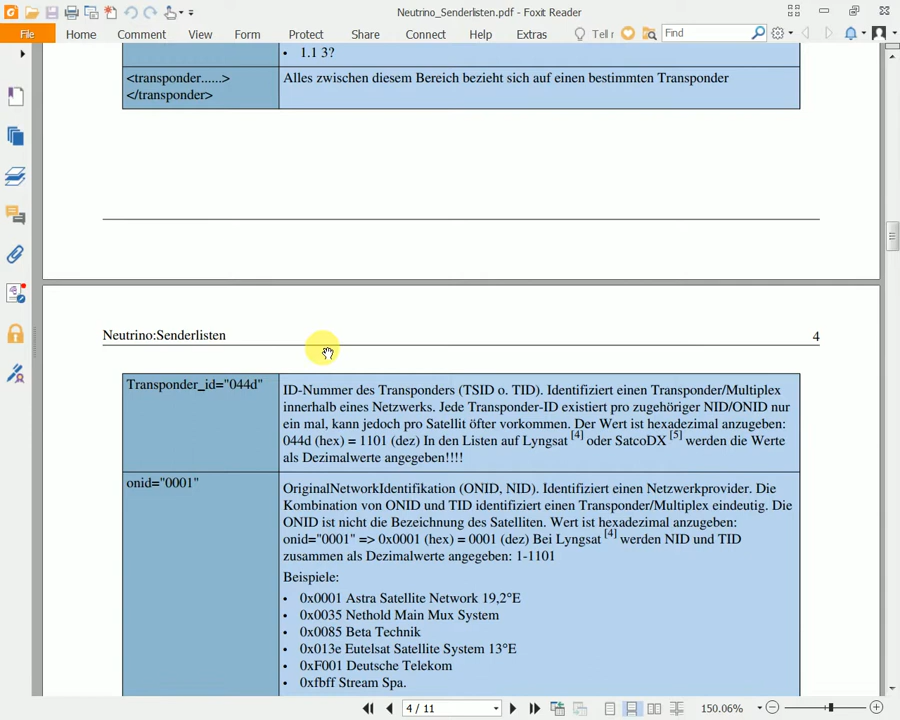 Neutrino_Senderlisten.pdf - Foxit Reader
File Home Comment View Form Protect Share Connect Help Extras Tell r Find
• 1.1 3?
<transponder......> Alles zwischen diesem Bereich bezieht sich auf einen bestimmten Transponder
</transponder>
Neutrino:Senderlisten 4
Transponder_id="044d" ID-Nummer des Transponders (TSID o. TID). Identifiziert einen Transponder/Multiplex
innerhalb eines Netzwerks. Jede Transponder-ID existiert pro zugehöriger NID/ONID nur
ein mal, kann jedoch pro Satellit öfter vorkommen. Der Wert ist hexadezimal anzugeben:
044d (hex) = 1101 (dez) In den Listen auf Lyngsat [4] oder SatcoDX [5] werden die Werte
als Dezimalwerte angegeben!!!!
onid="0001" OriginalNetworkIdentifikation (ONID, NID). Identifiziert einen Netzwerkprovider. Die
Kombination von ONID und TID identifiziert einen Transponder/Multiplex eindeutig. Die
ONID ist nicht die Bezeichnung des Satelliten. Wert ist hexadezimal anzugeben:
onid="0001" => 0x0001 (hex) = 0001 (dez) Bei Lyngsat [4] werden NID und TID
zusammen als Dezimalwerte angegeben: 1-1101
Beispiele:
• 0x0001 Astra Satellite Network 19,2°E
• 0x0035 Nethold Main Mux System
• 0x0085 Beta Technik
• 0x013e Eutelsat Satellite System 13°E
• 0xF001 Deutsche Telekom
• 0xfbff Stream Spa.
4 / 11 150.06%